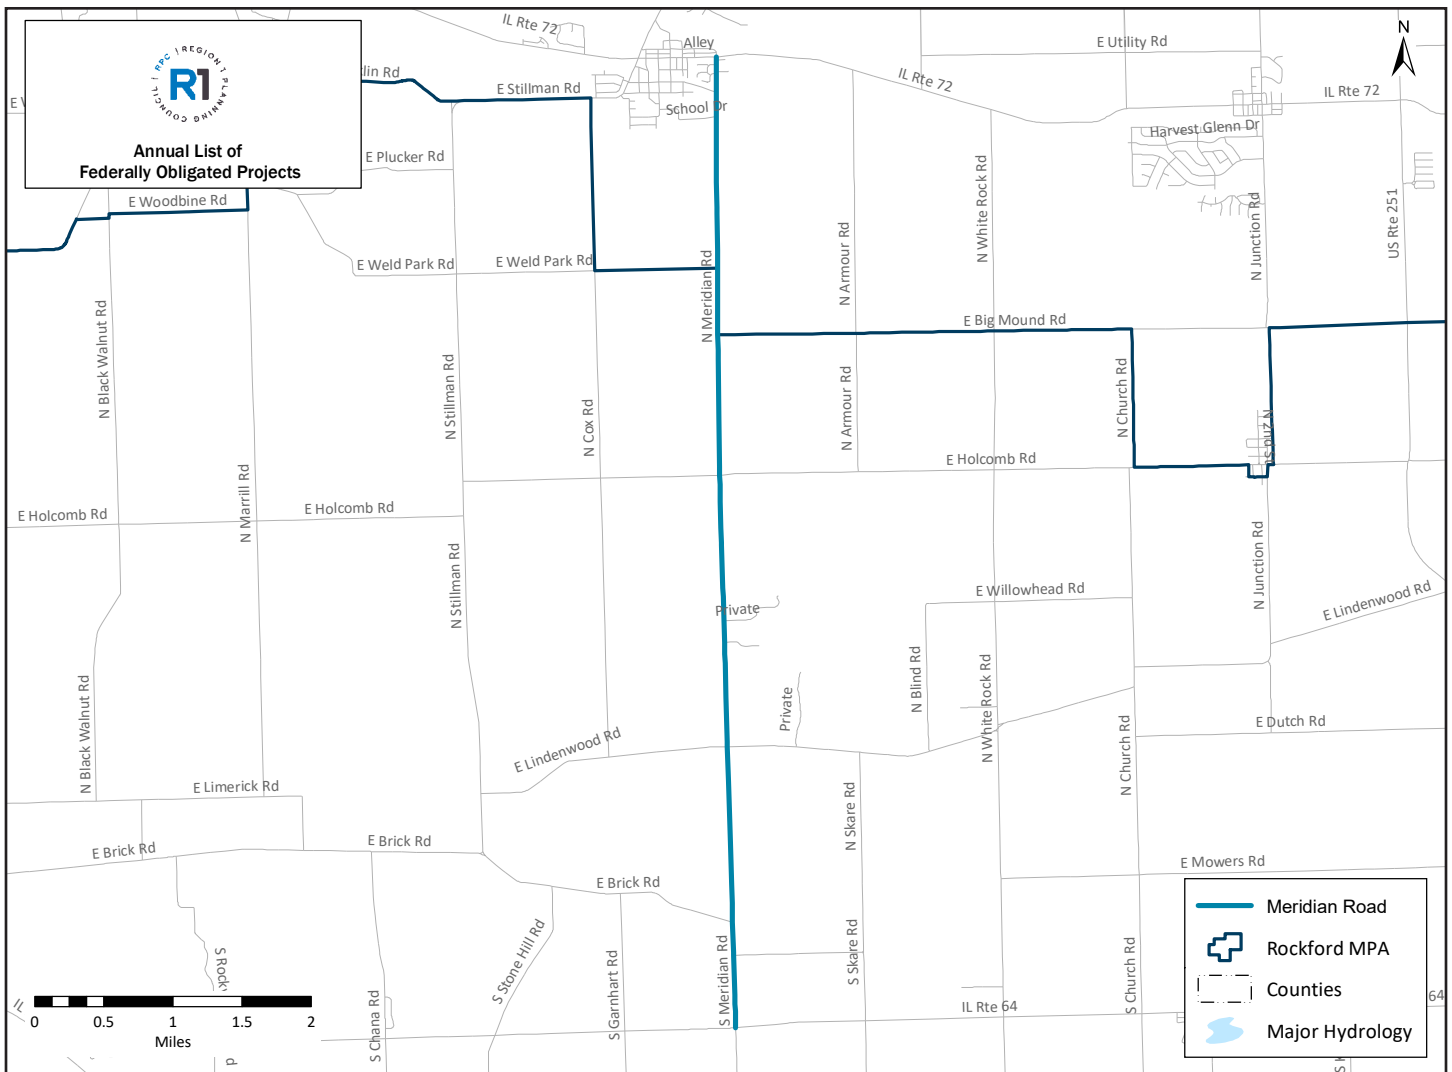 RPC | REGION 1 PLANNING COUNCIL |
R1
Annual List of
Federally Obligated Projects
IL Rte 72
Alley
E Utility Rd
N
lin Rd
E Stillman Rd
School Dr
IL Rte 72
IL Rte 72
E Plucker Rd
Harvest Glenn Dr
E Woodbine Rd
E Weld Park Rd
E Weld Park Rd
N Meridian Rd
N Armour Rd
N White Rock Rd
N Junction Rd
US Rte 251
E Big Mound Rd
N Black Walnut Rd
N Stillman Rd
N Cox Rd
N Armour Rd
N Church Rd
N 2nd St
E Holcomb Rd
N Marrill Rd
E Holcomb Rd
E Holcomb Rd
N Stillman Rd
N Junction Rd
E Willowhead Rd
E Lindenwood Rd
Private
N Black Walnut Rd
Private
N Blind Rd
N White Rock Rd
N Church Rd
E Dutch Rd
E Lindenwood Rd
E Limerick Rd
N Skare Rd
E Brick Rd
E Brick Rd
E Brick Rd
E Mowers Rd
S Rock
S Stone Hill Rd
S Garnhart Rd
S Meridian Rd
S Skare Rd
S Church Rd
S Chana Rd
IL Rte 64
64
IL
d
Meridian Road
Rockford MPA
Counties
Major Hydrology
0 0.5 1 1.5 2
Miles